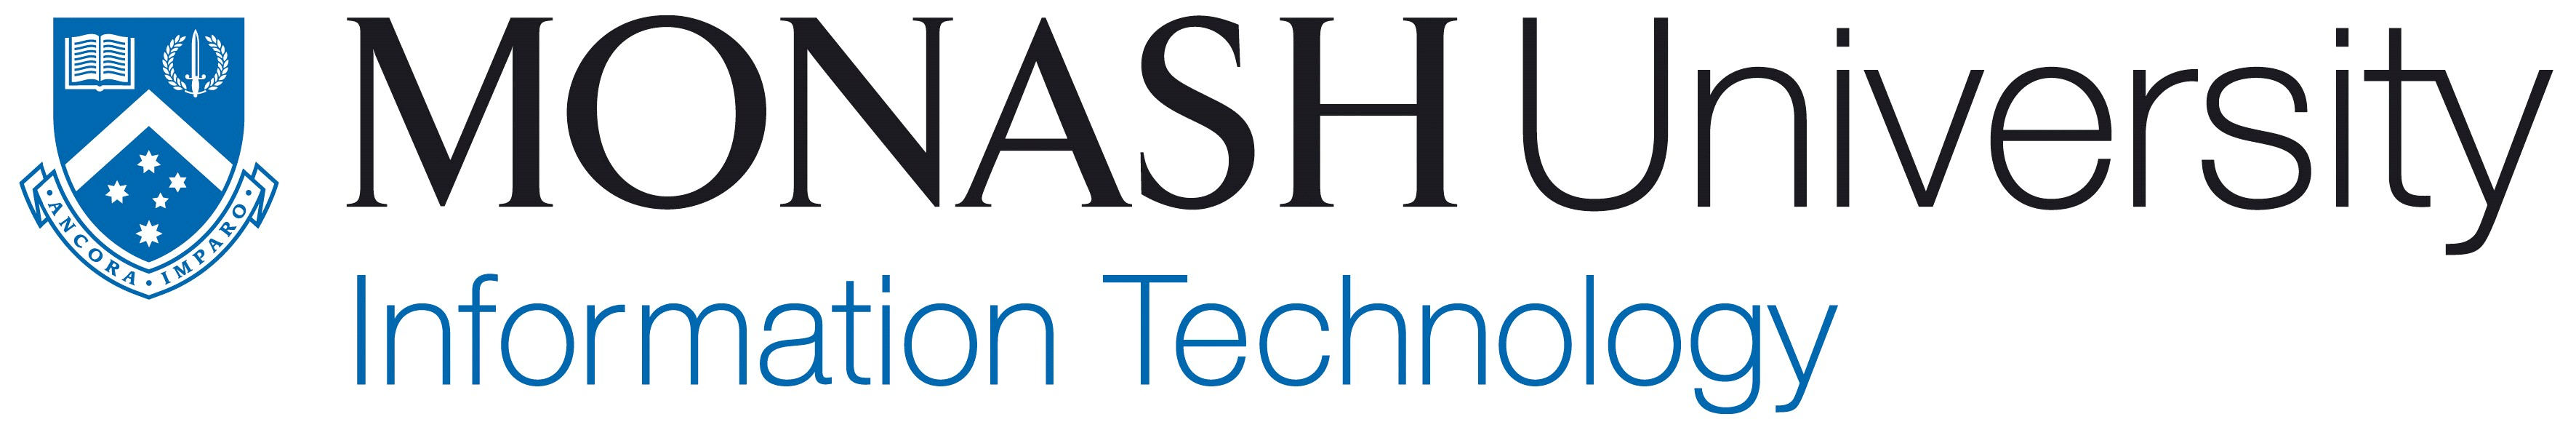 MONASH University
Information Technology
ANCORA · IMPARO